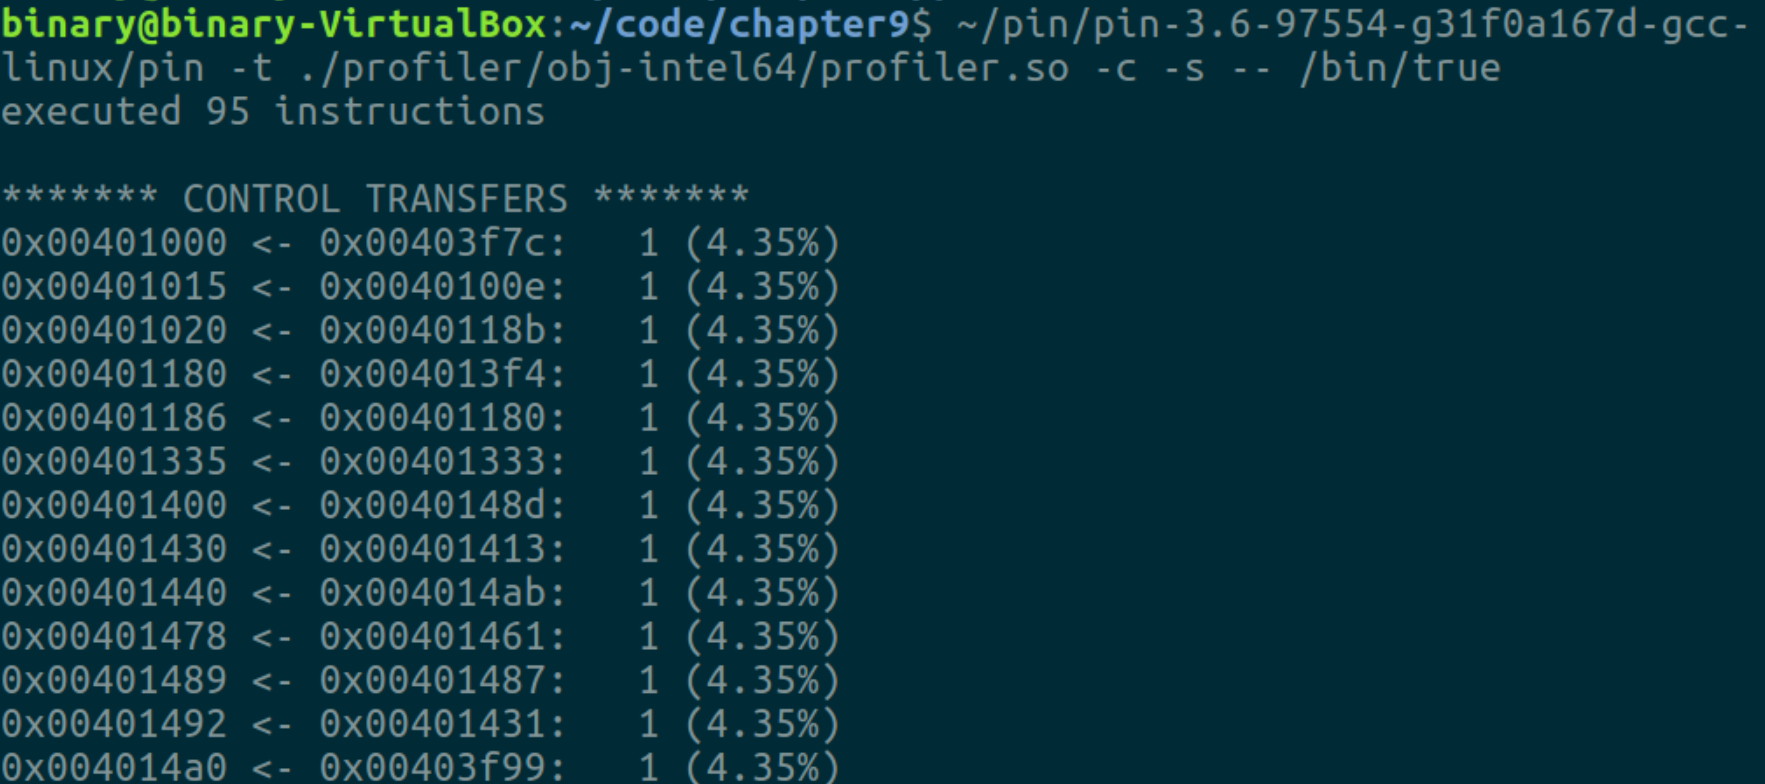 binary@binary-VirtualBox:~/code/chapter9$ ~/pin/pin-3.6-97554-g31f0a167d-gcc-
linux/pin -t ./profiler/obj-intel64/profiler.so -c -s -- /bin/true
executed 95 instructions
******* CONTROL TRANSFERS *******
0x00401000 <- 0x00403f7c:   1 (4.35%)
0x00401015 <- 0x0040100e:   1 (4.35%)
0x00401020 <- 0x0040118b:   1 (4.35%)
0x00401180 <- 0x004013f4:   1 (4.35%)
0x00401186 <- 0x00401180:   1 (4.35%)
0x00401335 <- 0x00401333:   1 (4.35%)
0x00401400 <- 0x0040148d:   1 (4.35%)
0x00401430 <- 0x00401413:   1 (4.35%)
0x00401440 <- 0x004014ab:   1 (4.35%)
0x00401478 <- 0x00401461:   1 (4.35%)
0x00401489 <- 0x00401487:   1 (4.35%)
0x00401492 <- 0x00401431:   1 (4.35%)
0x004014a0 <- 0x00403f99:   1 (4.35%)